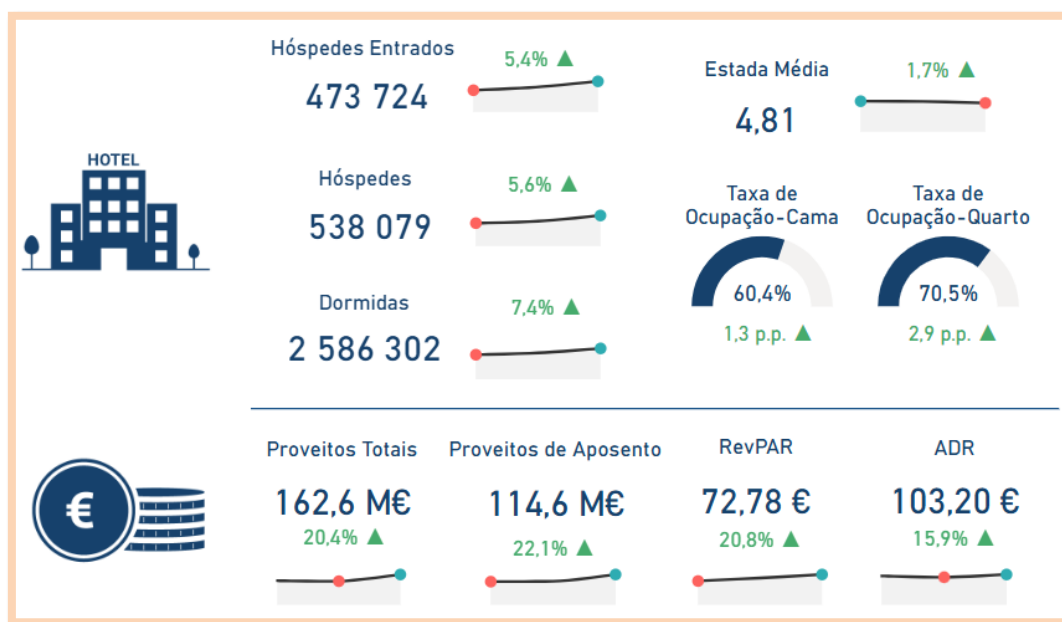 Hóspedes Entrados
473 724
5,4% ▲
Estada Média
4,81
1,7% ▲
HOTEL
Hóspedes
538 079
5,6% ▲
Taxa de
Ocupação-Cama
60,4%
1,3 p.p. ▲
Taxa de
Ocupação-Quarto
70,5%
2,9 p.p. ▲
Dormidas
2 586 302
7,4% ▲
€
Proveitos Totais
162,6 M€
20,4% ▲
Proveitos de Aposento
114,6 M€
22,1% ▲
RevPAR
72,78 €
20,8% ▲
ADR
103,20 €
15,9% ▲